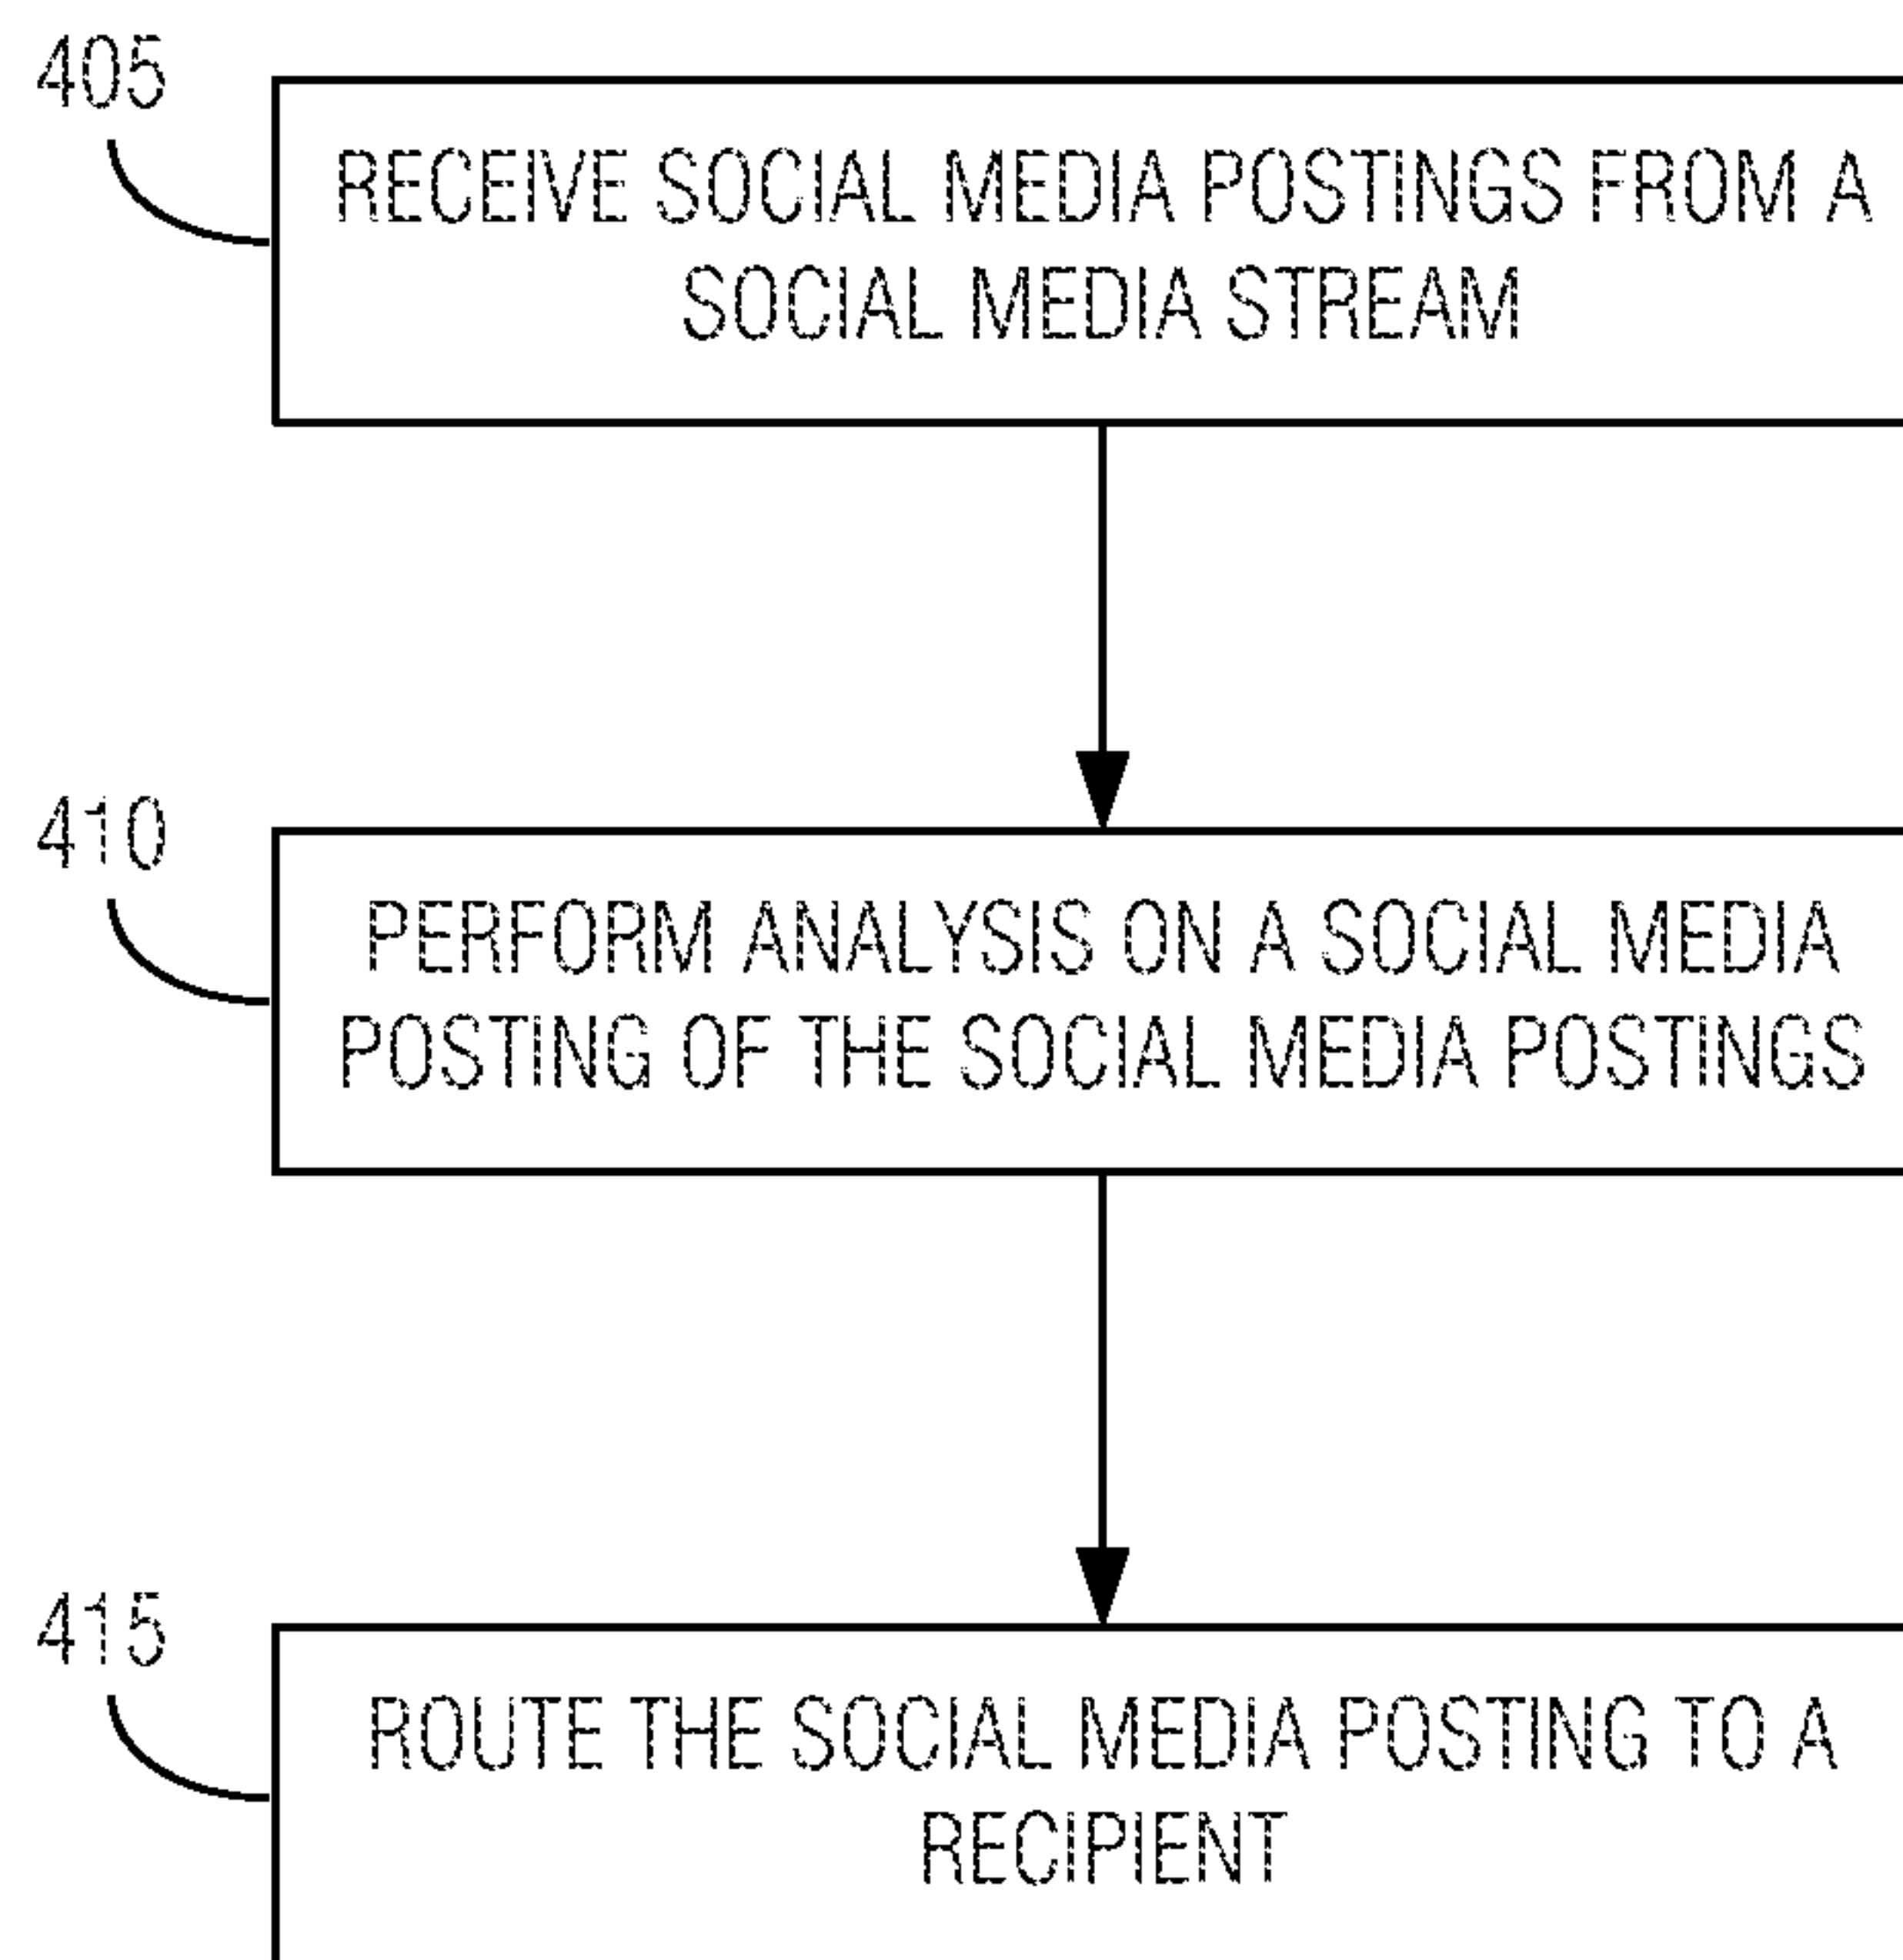 405
RECEIVE SOCIAL MEDIA POSTINGS FROM A
SOCIAL MEDIA STREAM
410
PERFORM ANALYSIS ON A SOCIAL MEDIA
POSTING OF THE SOCIAL MEDIA POSTINGS
415
ROUTE THE SOCIAL MEDIA POSTING TO A
RECIPIENT